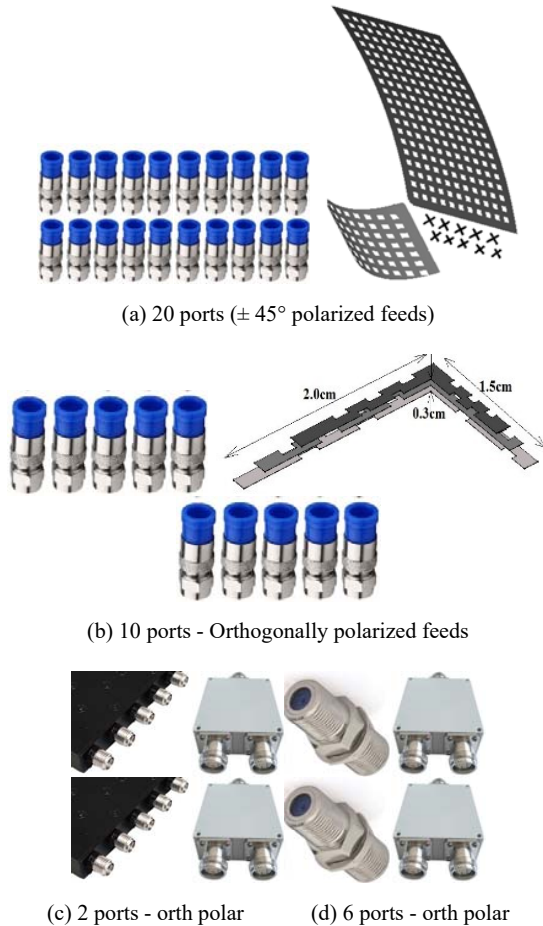 (a) 20 ports (± 45° polarized feeds)
2.0cm
1.5cm
0.3cm
(b) 10 ports - Orthogonally polarized feeds
(c) 2 ports - orth polar
(d) 6 ports - orth polar